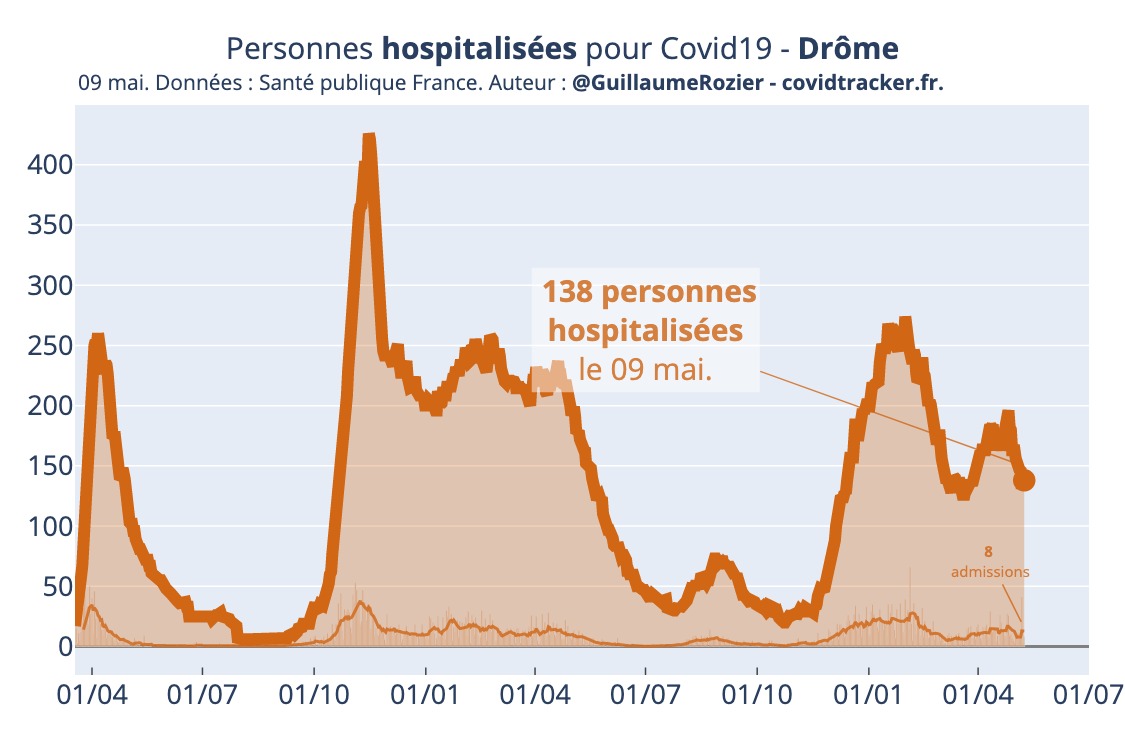 Personnes hospitalisées pour Covid19 - Drôme
09 mai. Données : Santé publique France. Auteur : @GuillaumeRozier - covidtracker.fr.
400
350
300
250
200
150
100
50
0
138 personnes
hospitalisées
le 09 mai.
8
admissions
01/04 01/07 01/10 01/01 01/04 01/07 01/10 01/01 01/04 01/07